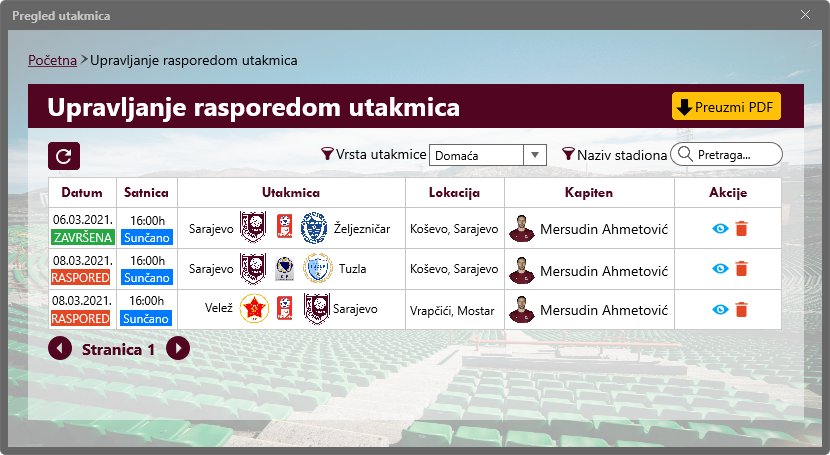 Pregled utakmica
Početna > Upravljanje rasporedom utakmica
Upravljanje rasporedom utakmica
Preuzmi PDF
Vrsta utakmice Domaća Naziv stadiona Pretraga...
Datum Satnica Utakmica Lokacija Kapiten Akcije
06.03.2021. 16:00h Sarajevo Željezničar Koševo, Sarajevo Mersudin Ahmetović
ZAVRŠENA Sunčano
08.03.2021. 16:00h Sarajevo Tuzla Koševo, Sarajevo Mersudin Ahmetović
RASPORED Sunčano
08.03.2021. 16:00h Velež Sarajevo Vrapčići, Mostar Mersudin Ahmetović
RASPORED Sunčano
Stranica 1